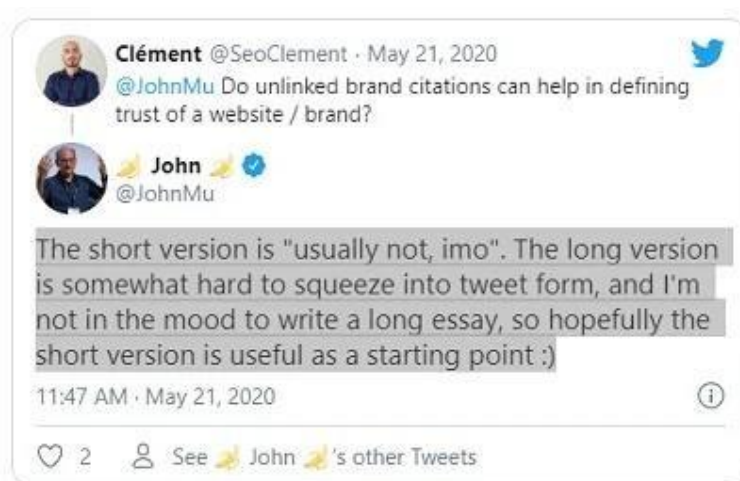 Clément @SeoClement · May 21, 2020
@JohnMu Do unlinked brand citations can help in defining
trust of a website / brand?
🍌 John 🍌
@JohnMu
The short version is "usually not, imo". The long version
is somewhat hard to squeeze into tweet form, and I'm
not in the mood to write a long essay, so hopefully the
short version is useful as a starting point :)
11:47 AM · May 21, 2020
2 See 🍌 John 🍌's other Tweets